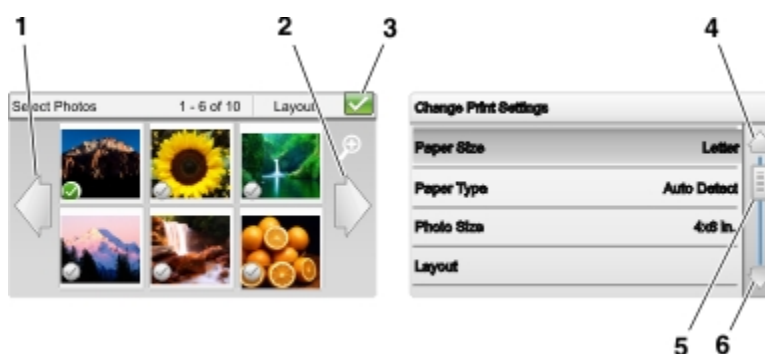 1 2 3 4
Select Photos 1 - 6 of 10 Layout
Change Print Settings
Paper Size Letter
Paper Type Auto Detect
Photo Size 4x6 in.
Layout
5 6